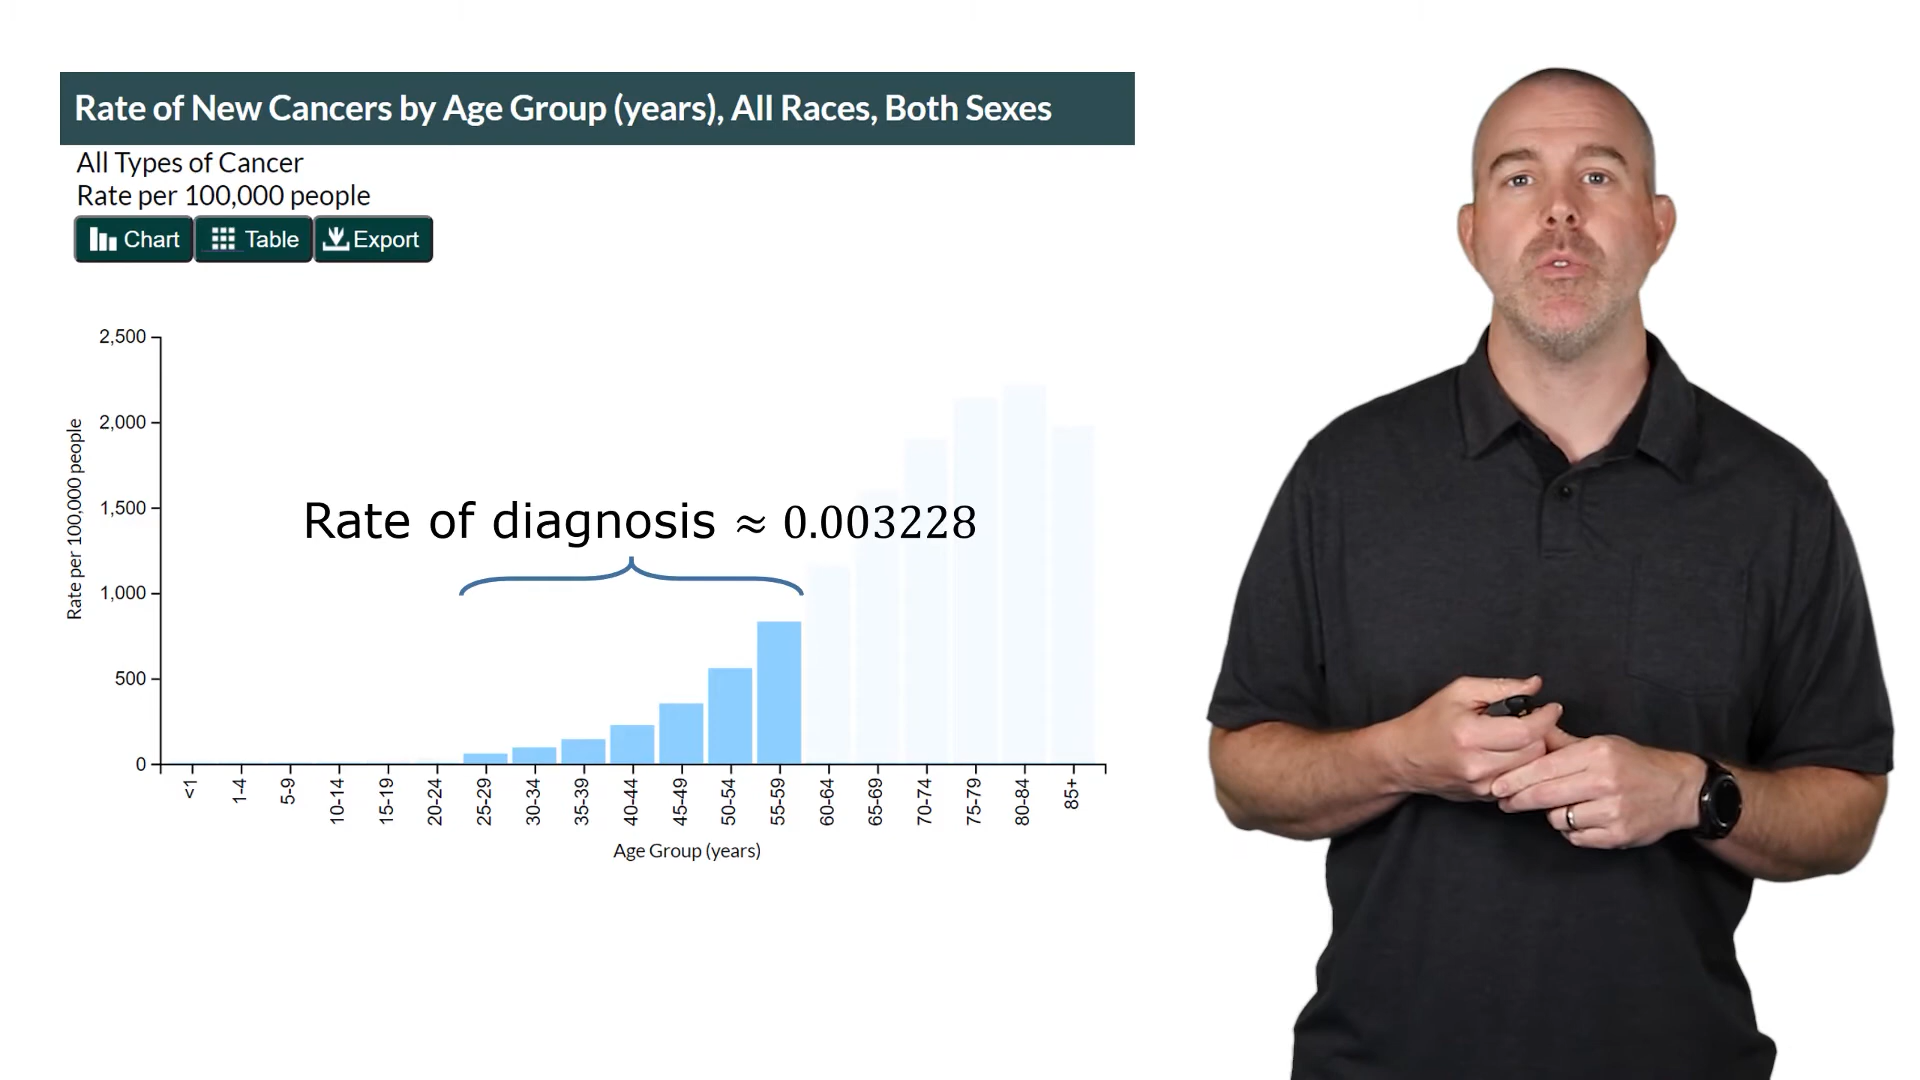 Rate of New Cancers by Age Group (years), All Races, Both Sexes
All Types of Cancer
Rate per 100,000 people
Chart
Table
Export
2,500
2,000
1,500
1,000
500
0
Rate per 100,000 people
Rate of diagnosis ≈ 0.003228
<1
1-4
5-9
10-14
15-19
20-24
25-29
30-34
35-39
40-44
45-49
50-54
55-59
60-64
65-69
70-74
75-79
80-84
85+
Age Group (years)